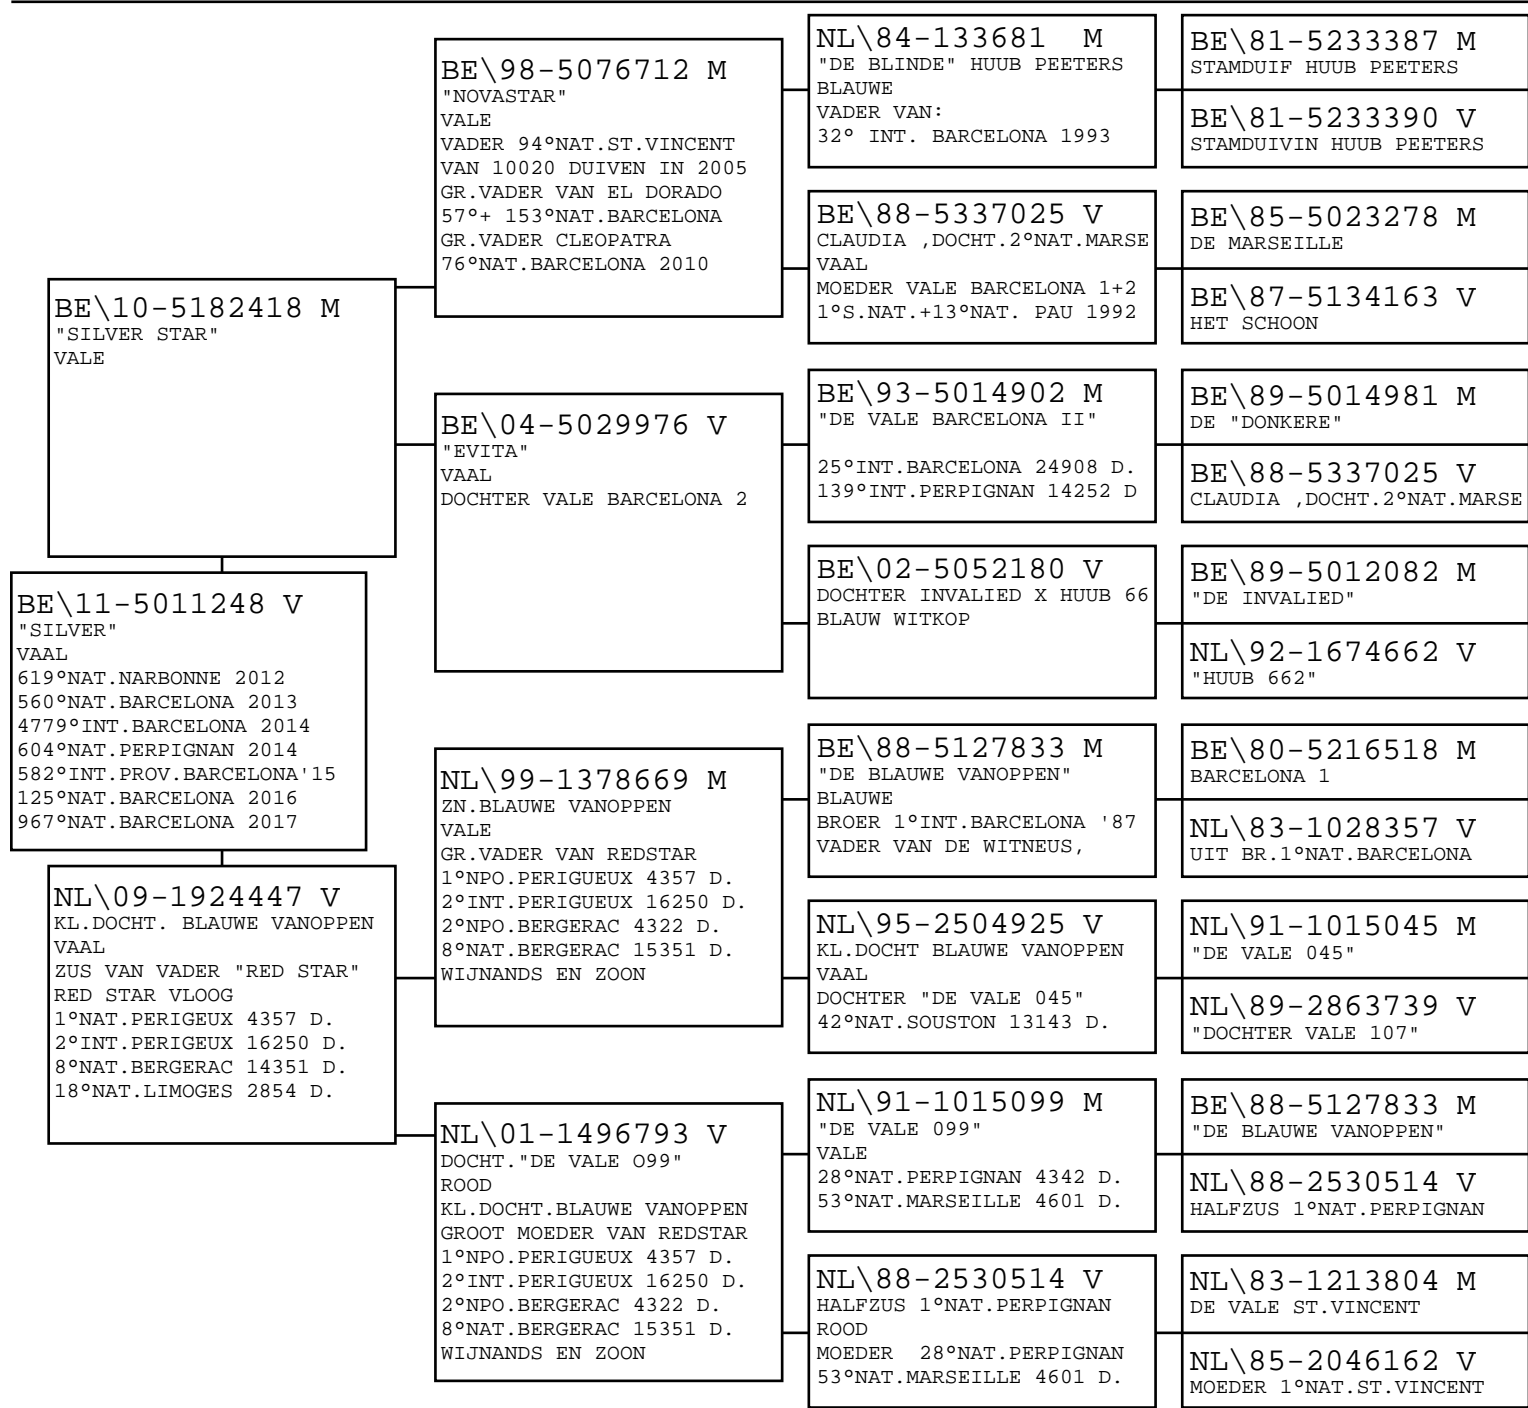 BE\11-5011248 V
"SILVER"
VAAL
619°NAT.NARBONNE 2012
560°NAT.BARCELONA 2013
4779°INT.BARCELONA 2014
604°NAT.PERPIGNAN 2014
582°INT.PROV.BARCELONA'15
125°NAT.BARCELONA 2016
967°NAT.BARCELONA 2017
BE\10-5182418 M
"SILVER STAR"
VALE
NL\09-1924447 V
KL.DOCHT. BLAUWE VANOPPEN
VAAL
ZUS VAN VADER "RED STAR"
RED STAR VLOOG
1°NAT.PERIGEUX 4357 D.
2°INT.PERIGEUX 16250 D.
8°NAT.BERGERAC 14351 D.
18°NAT.LIMOGES 2854 D.
BE\98-5076712 M
"NOVASTAR"
VALE
VADER 94°NAT.ST.VINCENT
VAN 10020 DUIVEN IN 2005
GR.VADER VAN EL DORADO
57°+ 153°NAT.BARCELONA
GR.VADER CLEOPATRA
76°NAT.BARCELONA 2010
BE\04-5029976 V
"EVITA"
VAAL
DOCHTER VALE BARCELONA 2
NL\99-1378669 M
ZN.BLAUWE VANOPPEN
VALE
GR.VADER VAN REDSTAR
1°NPO.PERIGUEUX 4357 D.
2°INT.PERIGUEUX 16250 D.
2°NPO.BERGERAC 4322 D.
8°NAT.BERGERAC 15351 D.
WIJNANDS EN ZOON
NL\01-1496793 V
DOCHT."DE VALE O99"
ROOD
KL.DOCHT.BLAUWE VANOPPEN
GROOT MOEDER VAN REDSTAR
1°NPO.PERIGUEUX 4357 D.
2°INT.PERIGUEUX 16250 D.
2°NPO.BERGERAC 4322 D.
8°NAT.BERGERAC 15351 D.
WIJNANDS EN ZOON
NL\84-133681 M
"DE BLINDE" HUUB PEETERS
BLAUWE
VADER VAN:
32° INT. BARCELONA 1993
BE\88-5337025 V
CLAUDIA ,DOCHT.2°NAT.MARSE
VAAL
MOEDER VALE BARCELONA 1+2
1°S.NAT.+13°NAT. PAU 1992
BE\93-5014902 M
"DE VALE BARCELONA II"
25°INT.BARCELONA 24908 D.
139°INT.PERPIGNAN 14252 D
BE\02-5052180 V
DOCHTER INVALIED X HUUB 66
BLAUW WITKOP
BE\88-5127833 M
"DE BLAUWE VANOPPEN"
BLAUWE
BROER 1°INT.BARCELONA '87
VADER VAN DE WITNEUS,
NL\95-2504925 V
KL.DOCHT BLAUWE VANOPPEN
VAAL
DOCHTER "DE VALE 045"
42°NAT.SOUSTON 13143 D.
NL\91-1015099 M
"DE VALE 099"
VALE
28°NAT.PERPIGNAN 4342 D.
53°NAT.MARSEILLE 4601 D.
NL\88-2530514 V
HALFZUS 1°NAT.PERPIGNAN
ROOD
MOEDER 28°NAT.PERPIGNAN
53°NAT.MARSEILLE 4601 D.
BE\81-5233387 M
STAMDUIF HUUB PEETERS
BE\81-5233390 V
STAMDUIVIN HUUB PEETERS
BE\85-5023278 M
DE MARSEILLE
BE\87-5134163 V
HET SCHOON
BE\89-5014981 M
DE "DONKERE"
BE\88-5337025 V
CLAUDIA ,DOCHT.2°NAT.MARSE
BE\89-5012082 M
"DE INVALIED"
NL\92-1674662 V
"HUUB 662"
BE\80-5216518 M
BARCELONA 1
NL\83-1028357 V
UIT BR.1°NAT.BARCELONA
NL\91-1015045 M
"DE VALE 045"
NL\89-2863739 V
"DOCHTER VALE 107"
BE\88-5127833 M
"DE BLAUWE VANOPPEN"
NL\88-2530514 V
HALFZUS 1°NAT.PERPIGNAN
NL\83-1213804 M
DE VALE ST.VINCENT
NL\85-2046162 V
MOEDER 1°NAT.ST.VINCENT